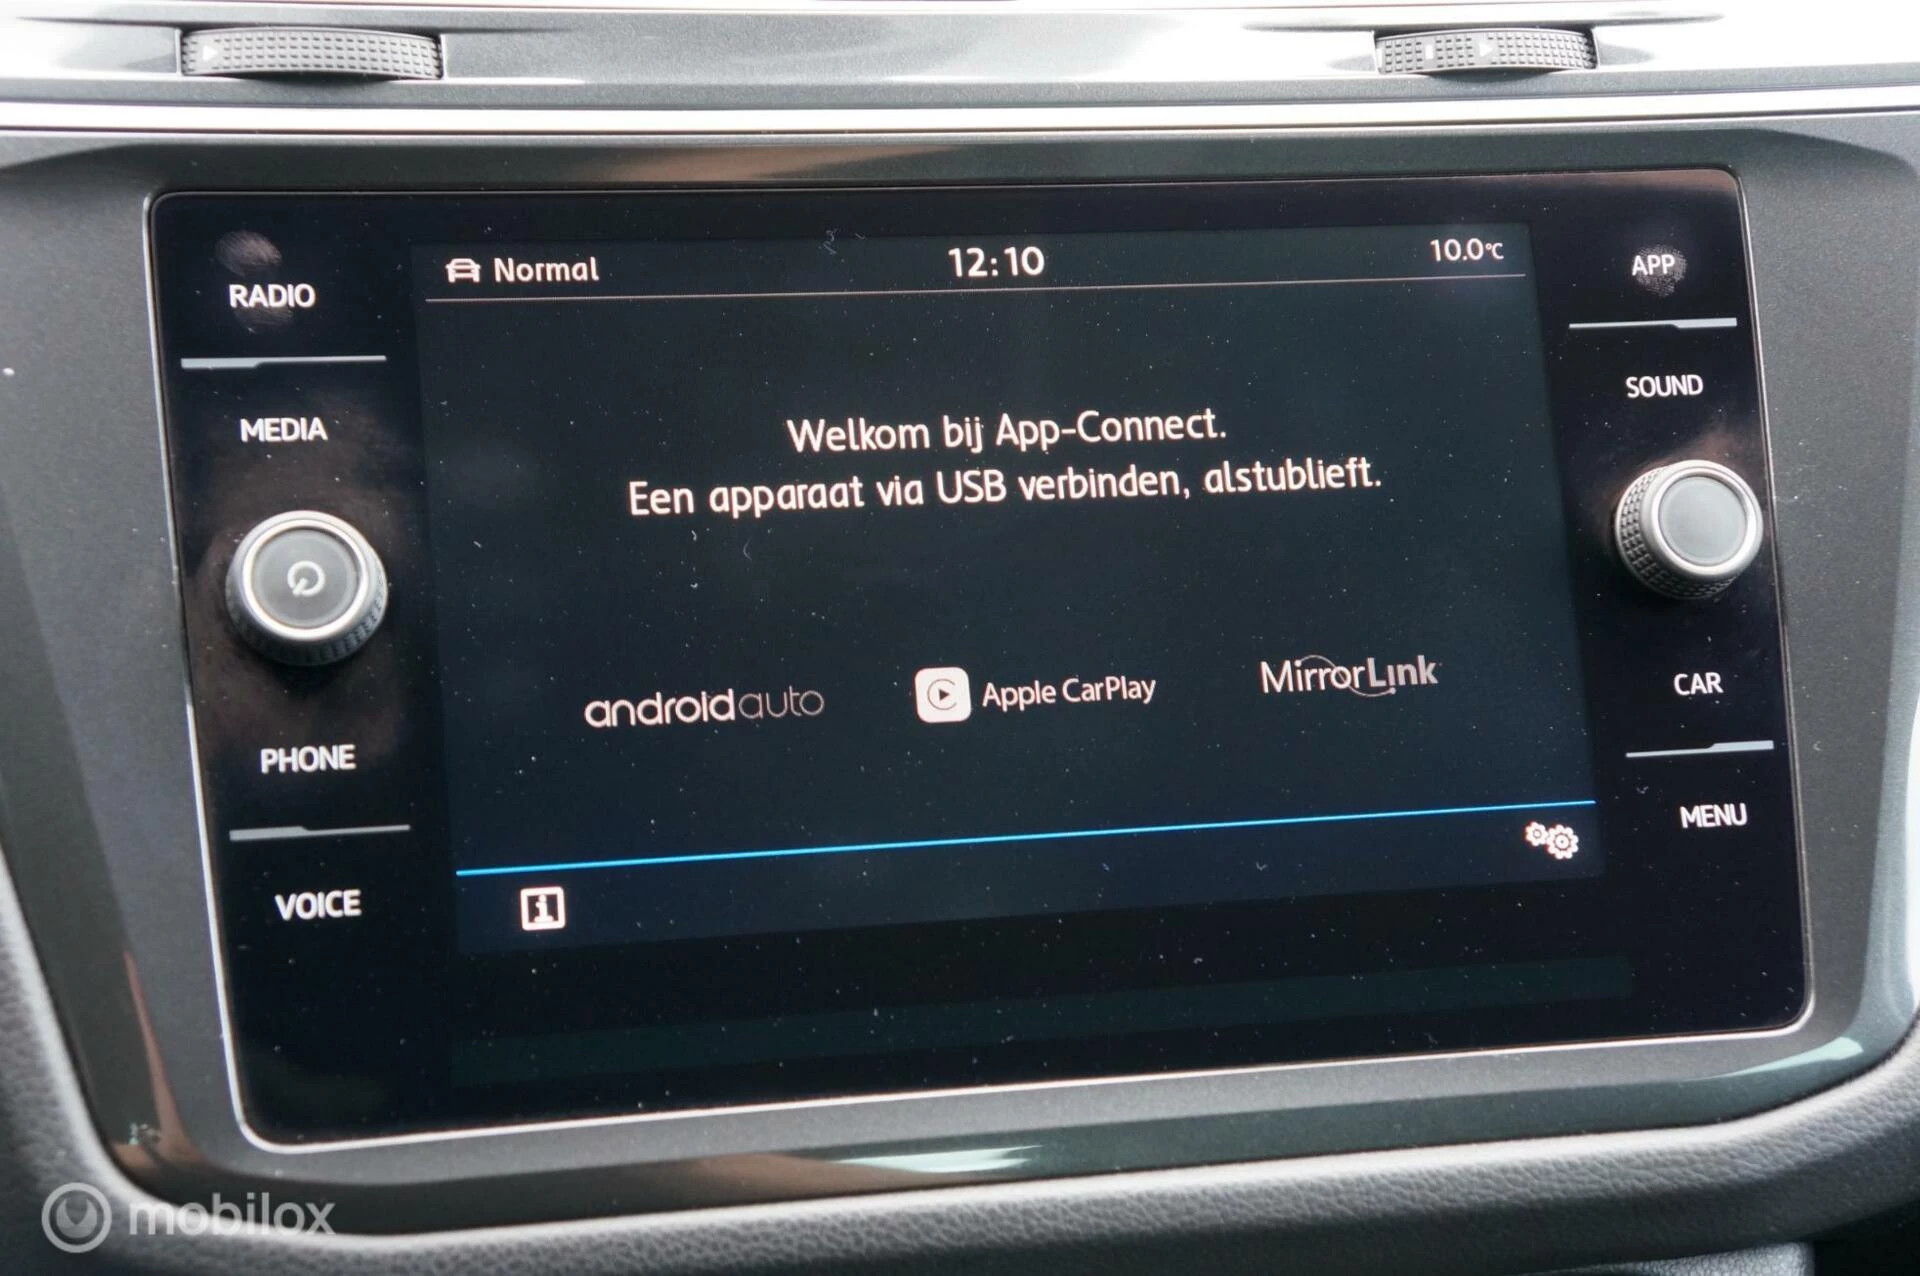 Normal 12:10 10.0°C
RADIO
APP
MEDIA
SOUND
Welkom bij App-Connect.
Een apparaat via USB verbinden, alstublieft.
androidauto
Apple CarPlay
MirrorLink
PHONE
CAR
VOICE
MENU
mobilox